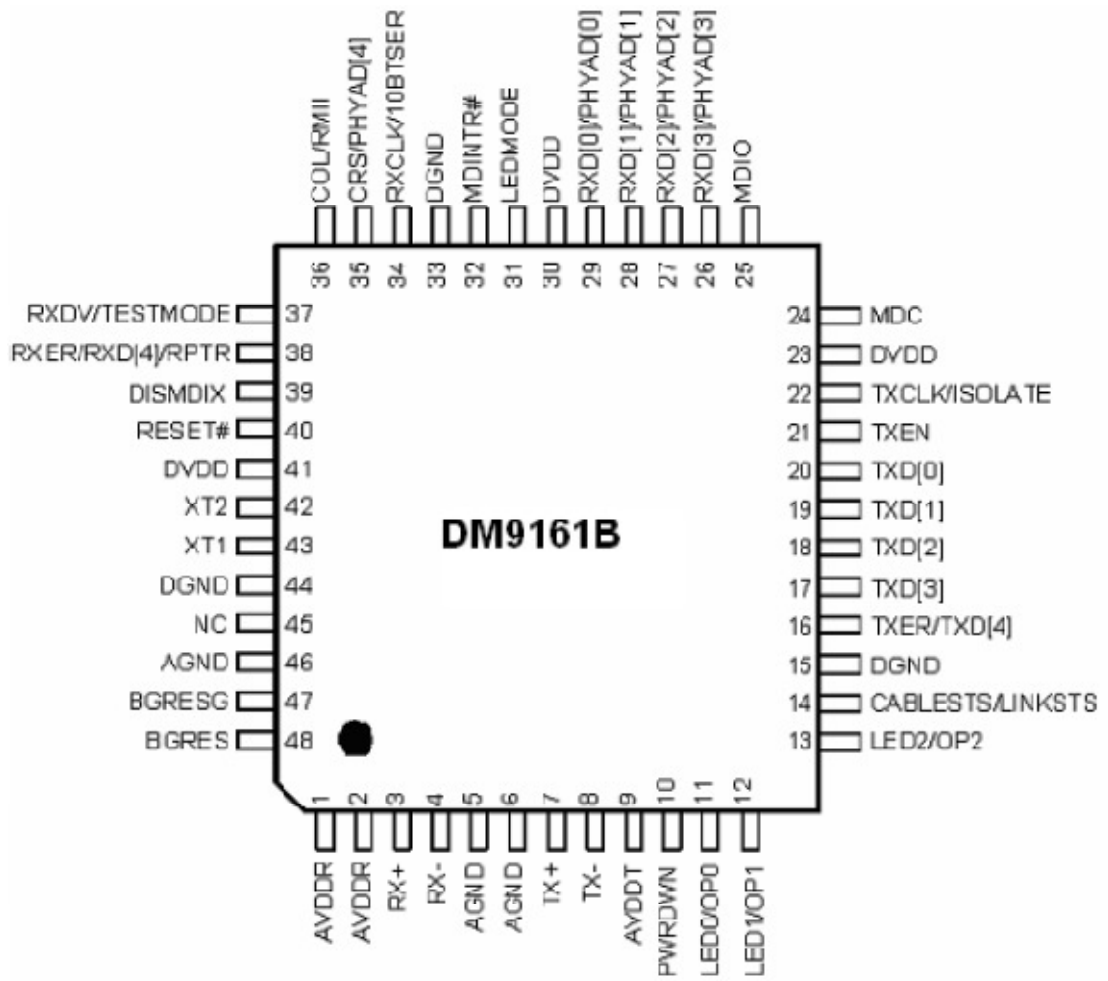 COL/RMII
CRS/PHYAD[4]
RXCLK/10BTSER
DGND
MDINTR#
LEDMODE
DVDD
RXD[0]/PHYAD[0]
RXD[1]/PHYAD[1]
RXD[2]/PHYAD[2]
RXD[3]/PHYAD[3]
MDIO
36 35 34 33 32 31 30 29 28 27 26 25
RXDV/TESTMODE 37
RXER/RXD[4]/RPTR 38
DISMDIX 39
RESET# 40
DVDD 41
XT2 42
XT1 43
DGND 44
NC 45
AGND 46
BGRESG 47
BGRES 48
DM9161B
24 MDC
23 DVDD
22 TXCLK/ISOLATE
21 TXEN
20 TXD[0]
19 TXD[1]
18 TXD[2]
17 TXD[3]
16 TXER/TXD[4]
15 DGND
14 CABLESTS/LINKSTS
13 LED2/OP2
1 2 3 4 5 6 7 8 9 10 11 12
AVDDR
AVDDR
RX+
RX-
AGND
AGND
TX+
TX-
AVDDT
PWRDWN
LED0/OP0
LED1/OP1